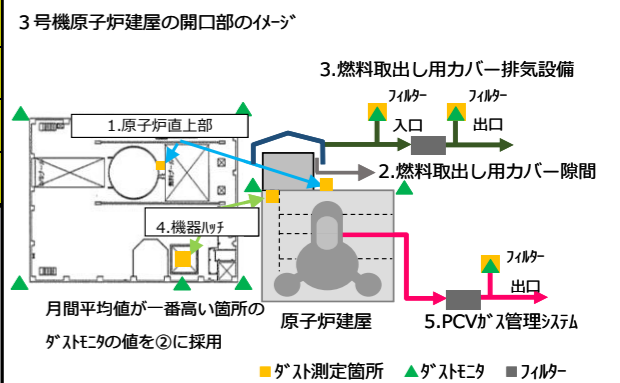 ３号機原子炉建屋の開口部のｲﾒｰｼﾞ
3.燃料取出し用カバー排気設備
ﾌｨﾙﾀｰ
ﾌｨﾙﾀｰ
1.原子炉直上部
入口
出口
2.燃料取出し用カバー隙間
4.機器ﾊｯﾁ
ﾌｨﾙﾀｰ
出口
月間平均値が一番高い箇所の
ﾀﾞｽﾄﾓﾆﾀの値を②に採用
原子炉建屋
5.PCVｶﾞｽ管理ｼｽﾃﾑ
ﾀﾞｽﾄ測定箇所
ﾀﾞｽﾄﾓﾆﾀ
ﾌｨﾙﾀｰ